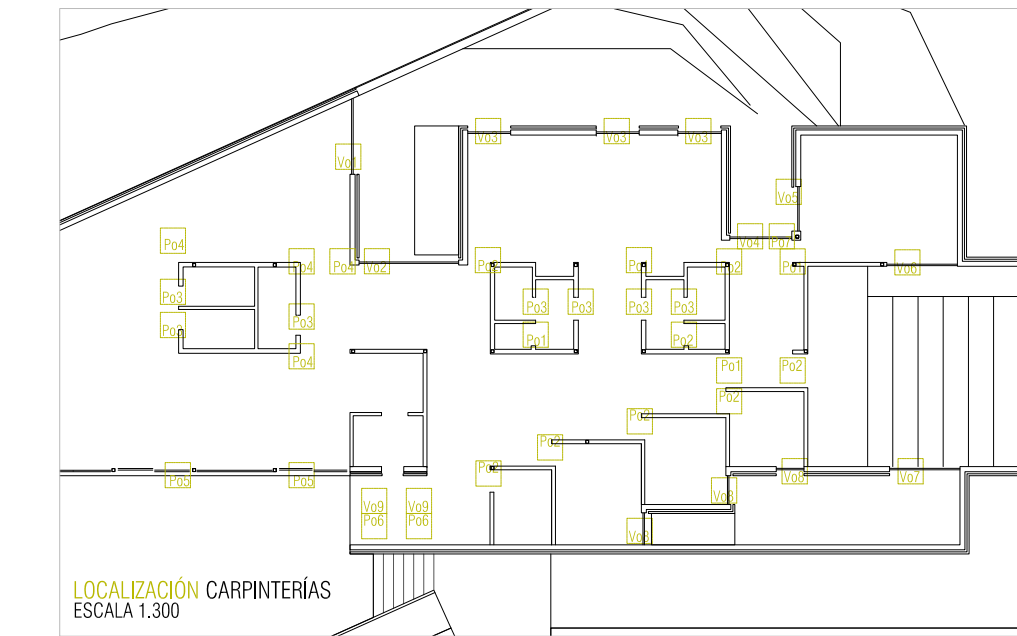 Vo3 Vo3 Vo3
Vo1
Vo5
Po4 Vo4 Po7
Po4 Po4 Vo2 Po2 Po2 Po1 Vo6
Po3 Po3 Po3 Po3 Po3
Po3
Po1 Po2
Po4
Po1 Po2
Po2
Po2
Po2
Po2
Po5 Po5 Vo8 Vo7
Vo8
Vo9 Vo9
Po6 Po6
Vo8
LOCALIZACIÓN CARPINTERÍAS
ESCALA 1.300